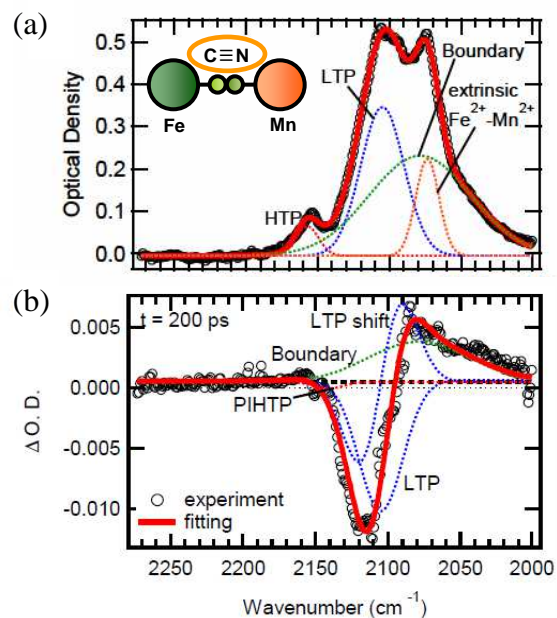 (a)
0.5
0.4
0.3
0.2
0.1
0.0
Optical Density
C≡N
Fe
Mn
LTP
HTP
Boundary
extrinsic
Fe²⁺-Mn²⁺
(b)
0.005
0.000
-0.005
-0.010
Δ O. D.
t = 200 ps
LTP shift
Boundary
PIHTP
LTP
experiment
fitting
2250 2200 2150 2100 2050 2000
Wavenumber (cm⁻¹)